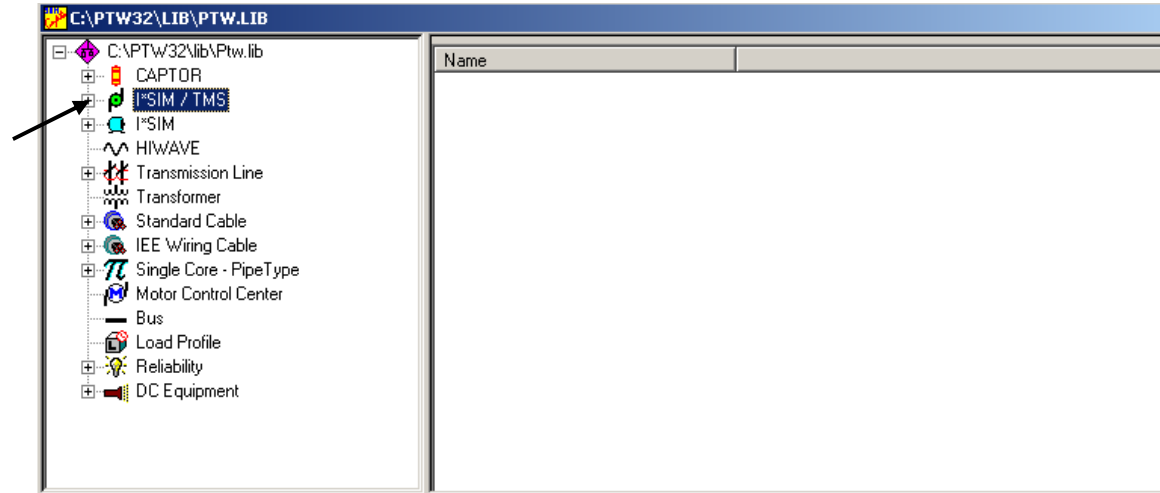 C:\PTW32\LIB\PTW.LIB
C:\PTW32\lib\Ptw.lib
Name
CAPTOR
I*SIM / TMS
I*SIM
HIWAVE
Transmission Line
Transformer
Standard Cable
IEE Wiring Cable
Single Core - PipeType
Motor Control Center
Bus
Load Profile
Reliability
DC Equipment